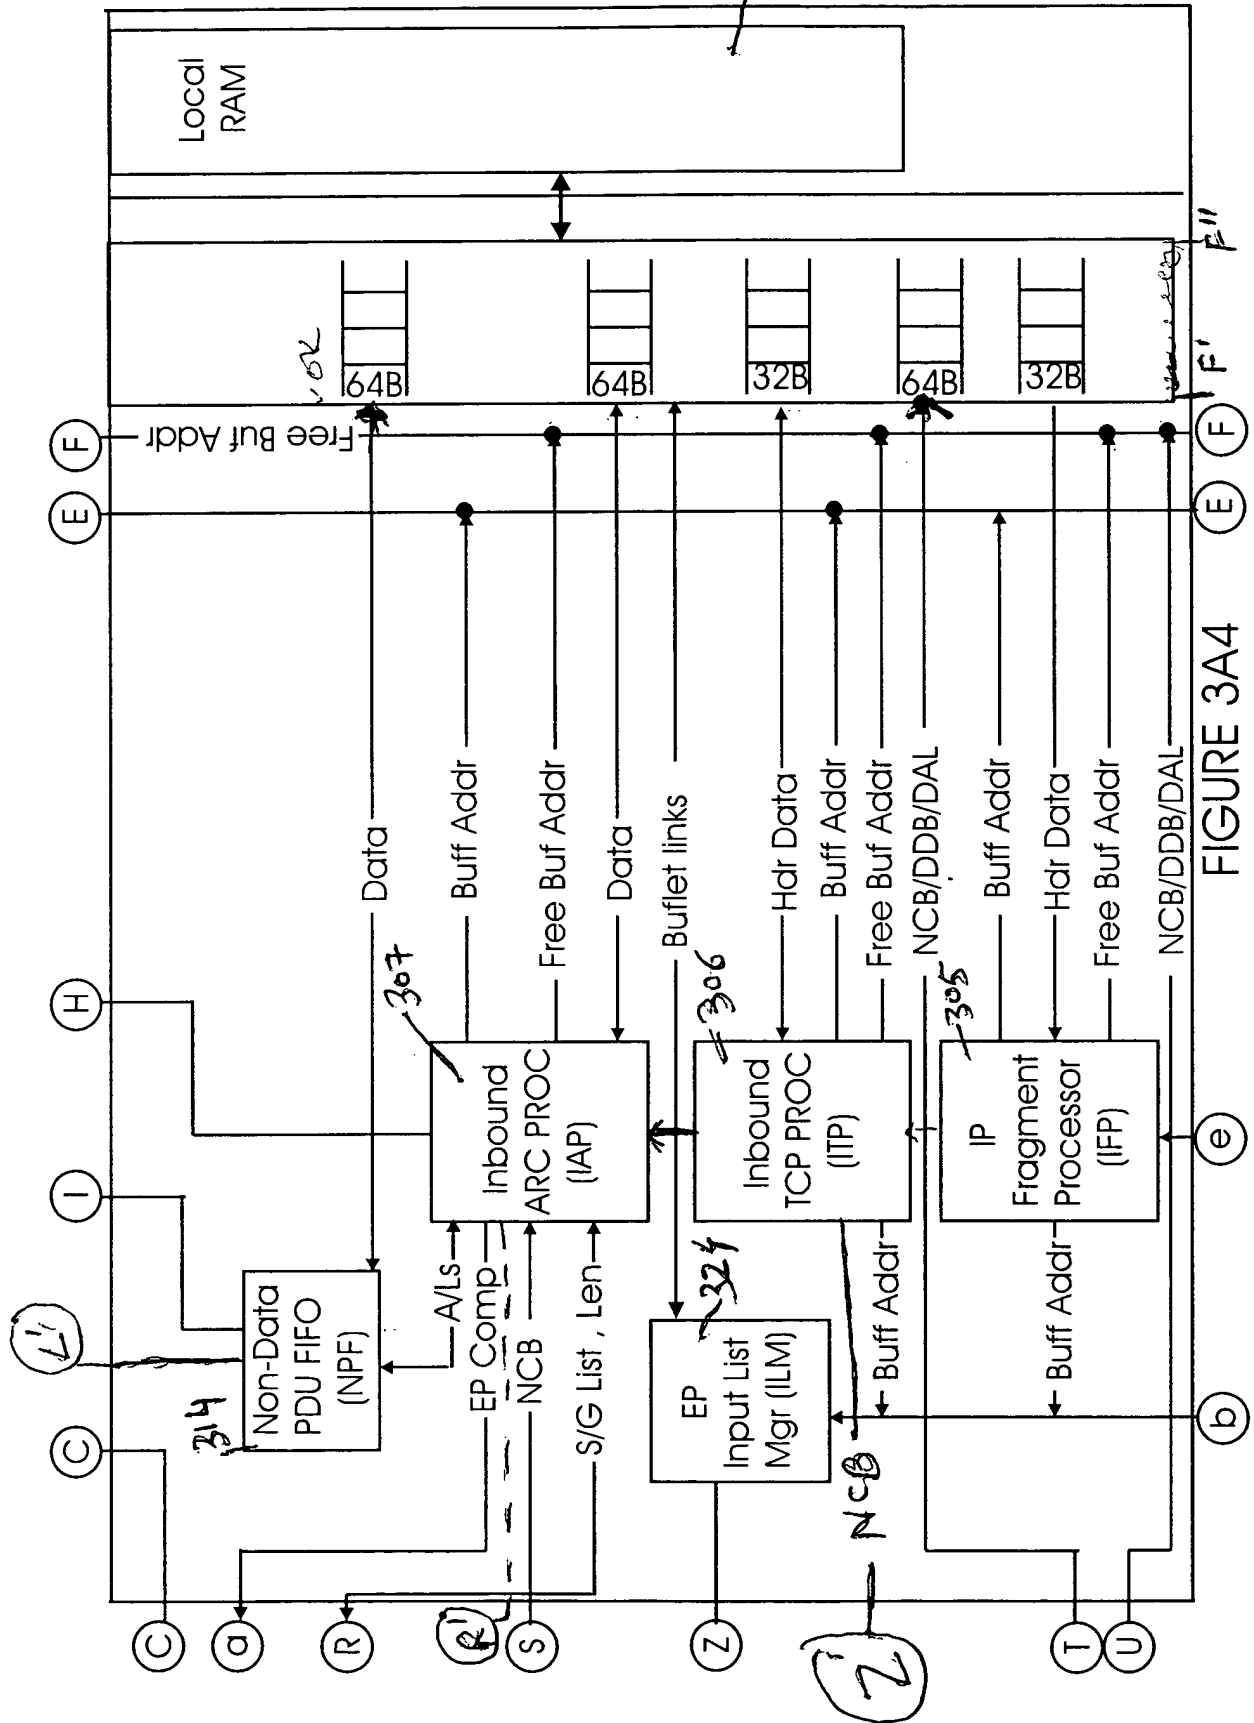 Local
RAM
F"
F'
64B
64B
32B
64B
32B
F
Free Buf Addr
F
E
E
Data
Buff Addr
Free Buf Addr
Data
Buflet links
Hdr Data
Buff Addr
Free Buf Addr
NCB/DDB/DAL
Buff Addr
Hdr Data
Free Buf Addr
NCB/DDB/DAL
FIGURE 3A4
H
307
306
305
Inbound
ARC PROC
(IAP)
Inbound
TCP PROC
(ITP)
IP
Fragment
Processor
(IFP)
e
I
L'
314
Non-Data
PDU FIFO
(NPF)
A/Ls
EP Comp
NCB
S/G List , Len
324
EP
Input List
Mgr (ILM)
Buff Addr
Buff Addr
b
C
NCB
C
a
R
R'
S
Z
Z'
T
U